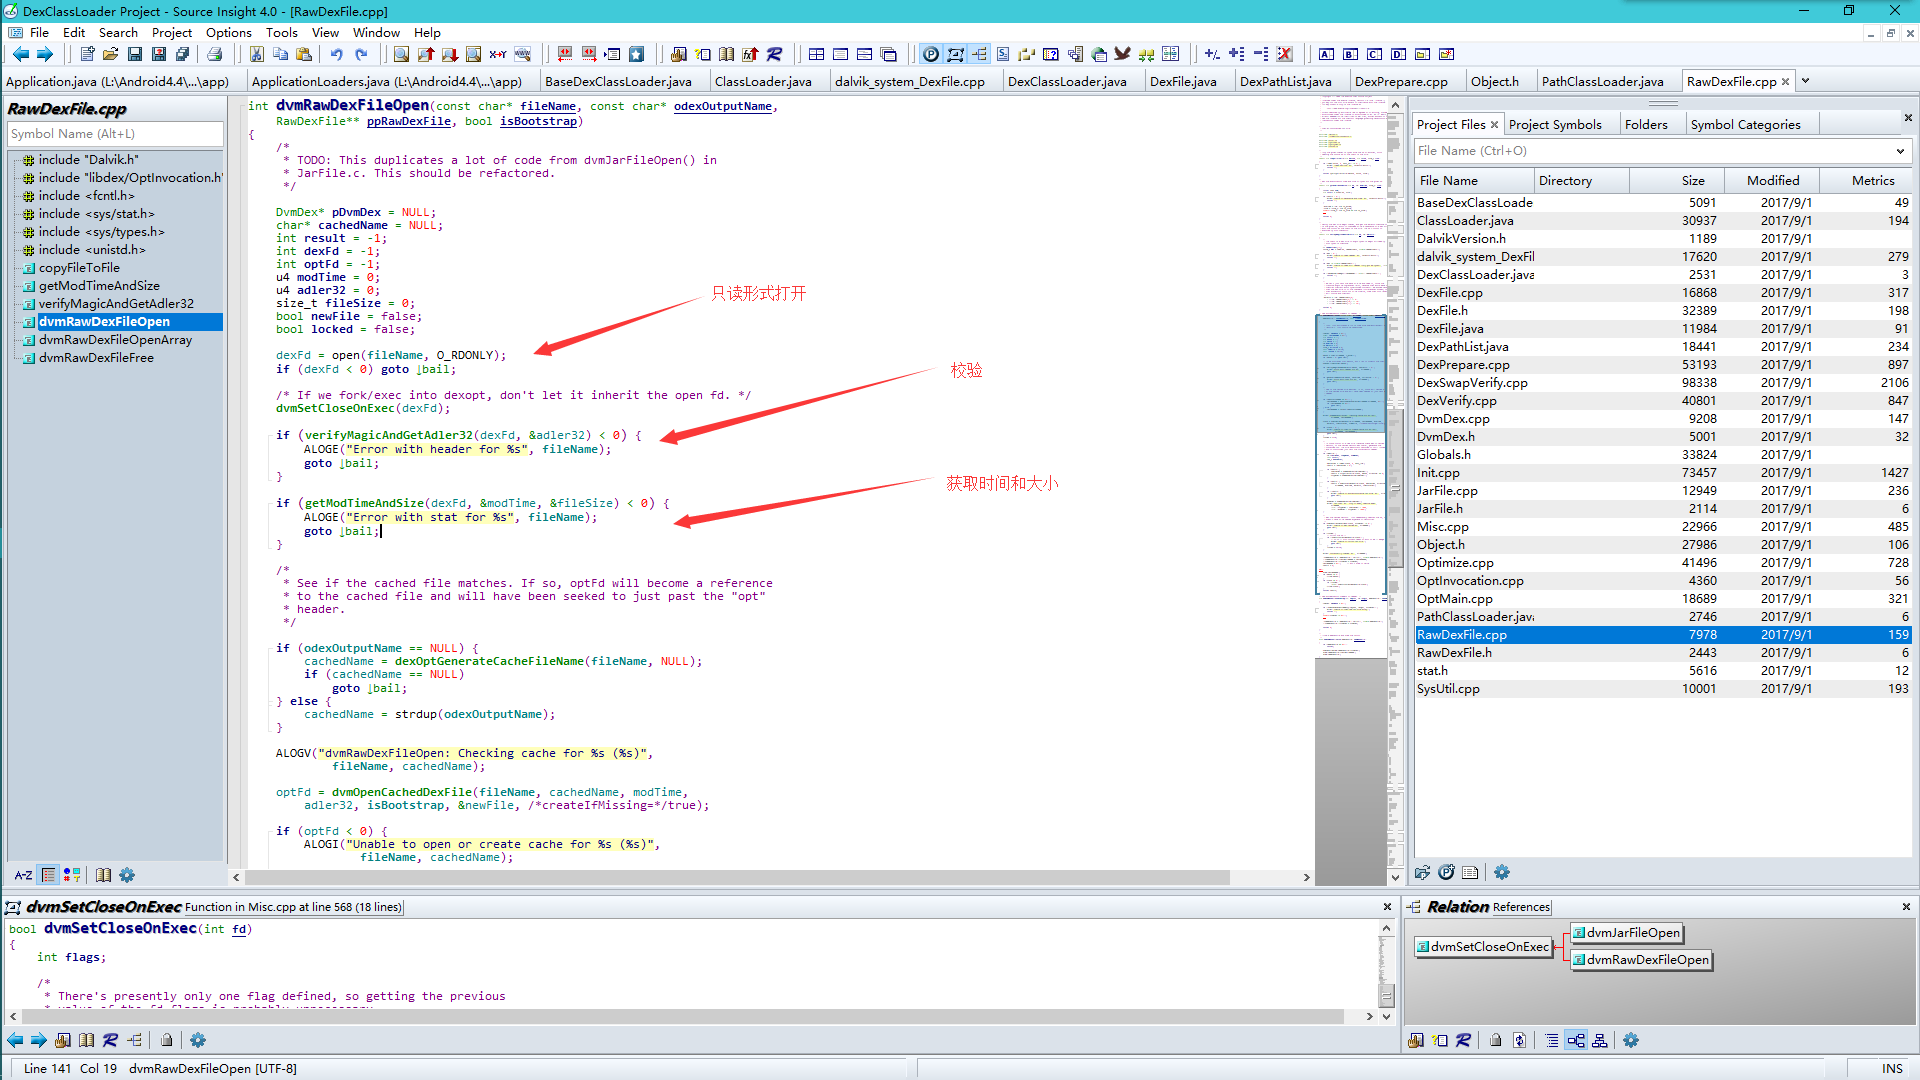 DexClassLoader Project - Source Insight 4.0 - [RawDexFile.cpp]
File Edit Search Project Options Tools View Window Help
Application.java (L:\Android4.4\...\app) ApplicationLoaders.java (L:\Android4.4\...\app) BaseDexClassLoader.java ClassLoader.java dalvik_system_DexFile.cpp DexClassLoader.java DexFile.java DexPathList.java DexPrepare.cpp Object.h PathClassLoader.java RawDexFile.cpp
RawDexFile.cpp
Symbol Name (Alt+L)
include "Dalvik.h"
include "libdex/OptInvocation.h"
include <fcntl.h>
include <sys/stat.h>
include <sys/types.h>
include <unistd.h>
copyFileToFile
getModTimeAndSize
verifyMagicAndGetAdler32
dvmRawDexFileOpen
dvmRawDexFileOpenArray
dvmRawDexFileFree
A-Z
int dvmRawDexFileOpen(const char* fileName, const char* odexOutputName,
RawDexFile** ppRawDexFile, bool isBootstrap)
{
/*
* TODO: This duplicates a lot of code from dvmJarFileOpen() in
* JarFile.c. This should be refactored.
*/
DvmDex* pDvmDex = NULL;
char* cachedName = NULL;
int result = -1;
int dexFd = -1;
int optFd = -1;
u4 modTime = 0;
u4 adler32 = 0;
size_t fileSize = 0;
bool newFile = false;
bool locked = false;
只读形式打开
dexFd = open(fileName, O_RDONLY);
if (dexFd < 0) goto ↓bail;
校验
/* If we fork/exec into dexopt, don't let it inherit the open fd. */
dvmSetCloseOnExec(dexFd);
if (verifyMagicAndGetAdler32(dexFd, &adler32) < 0) {
ALOGE("Error with header for %s", fileName);
goto ↓bail;
}
获取时间和大小
if (getModTimeAndSize(dexFd, &modTime, &fileSize) < 0) {
ALOGE("Error with stat for %s", fileName);
goto ↓bail;
}
/*
* See if the cached file matches. If so, optFd will become a reference
* to the cached file and will have been seeked to just past the "opt"
* header.
*/
if (odexOutputName == NULL) {
cachedName = dexOptGenerateCacheFileName(fileName, NULL);
if (cachedName == NULL)
goto ↓bail;
} else {
cachedName = strdup(odexOutputName);
}
ALOGV("dvmRawDexFileOpen: Checking cache for %s (%s)",
fileName, cachedName);
optFd = dvmOpenCachedDexFile(fileName, cachedName, modTime,
adler32, isBootstrap, &newFile, /*createIfMissing=*/true);
if (optFd < 0) {
ALOGI("Unable to open or create cache for %s (%s)",
fileName, cachedName);
Project Files Project Symbols Folders Symbol Categories
File Name (Ctrl+O)
File Name Directory Size Modified Metrics
BaseDexClassLoade 5091 2017/9/1 49
ClassLoader.java 30937 2017/9/1 194
DalvikVersion.h 1189 2017/9/1
dalvik_system_DexFil 17620 2017/9/1 279
DexClassLoader.java 2531 2017/9/1 3
DexFile.cpp 16868 2017/9/1 317
DexFile.h 32389 2017/9/1 198
DexFile.java 11984 2017/9/1 91
DexPathList.java 18441 2017/9/1 234
DexPrepare.cpp 53193 2017/9/1 897
DexSwapVerify.cpp 98338 2017/9/1 2106
DexVerify.cpp 40801 2017/9/1 847
DvmDex.cpp 9208 2017/9/1 147
DvmDex.h 5001 2017/9/1 32
Globals.h 33824 2017/9/1
Init.cpp 73457 2017/9/1 1427
JarFile.cpp 12949 2017/9/1 236
JarFile.h 2114 2017/9/1 6
Misc.cpp 22966 2017/9/1 485
Object.h 27986 2017/9/1 106
Optimize.cpp 41496 2017/9/1 728
OptInvocation.cpp 4360 2017/9/1 56
OptMain.cpp 18689 2017/9/1 321
PathClassLoader.java 2746 2017/9/1 6
RawDexFile.cpp 7978 2017/9/1 159
RawDexFile.h 2443 2017/9/1 6
stat.h 5616 2017/9/1 12
SysUtil.cpp 10001 2017/9/1 193
dvmSetCloseOnExec Function in Misc.cpp at line 568 (18 lines)
bool dvmSetCloseOnExec(int fd)
{
int flags;
/*
* There's presently only one flag defined, so getting the previous
Relation References
dvmSetCloseOnExec
dvmJarFileOpen
dvmRawDexFileOpen
Line 141 Col 19 dvmRawDexFileOpen [UTF-8]
INS